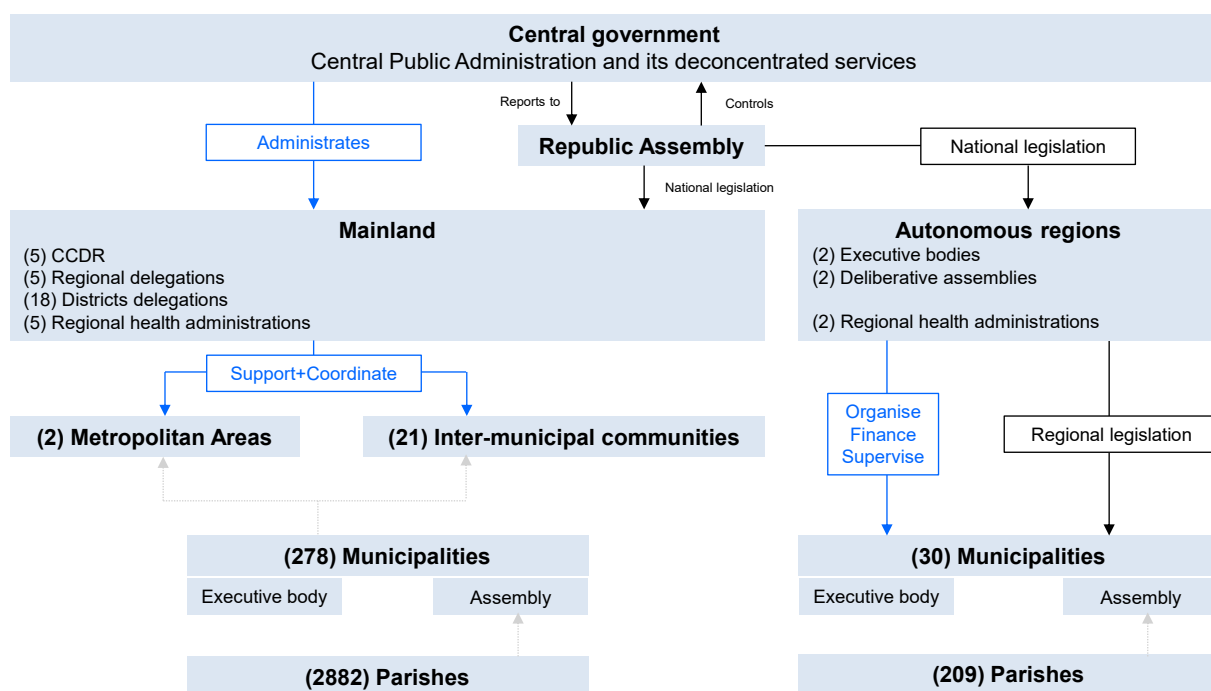 Central government
Central Public Administration and its deconcentrated services
Reports to
Controls
Administrates
Republic Assembly
National legislation
National legislation
Mainland
(5) CCDR
(5) Regional delegations
(18) Districts delegations
(5) Regional health administrations
Autonomous regions
(2) Executive bodies
(2) Deliberative assemblies
(2) Regional health administrations
Support+Coordinate
(2) Metropolitan Areas
(21) Inter-municipal communities
Organise
Finance
Supervise
Regional legislation
(278) Municipalities
Executive body
Assembly
(30) Municipalities
Executive body
Assembly
(2882) Parishes
(209) Parishes